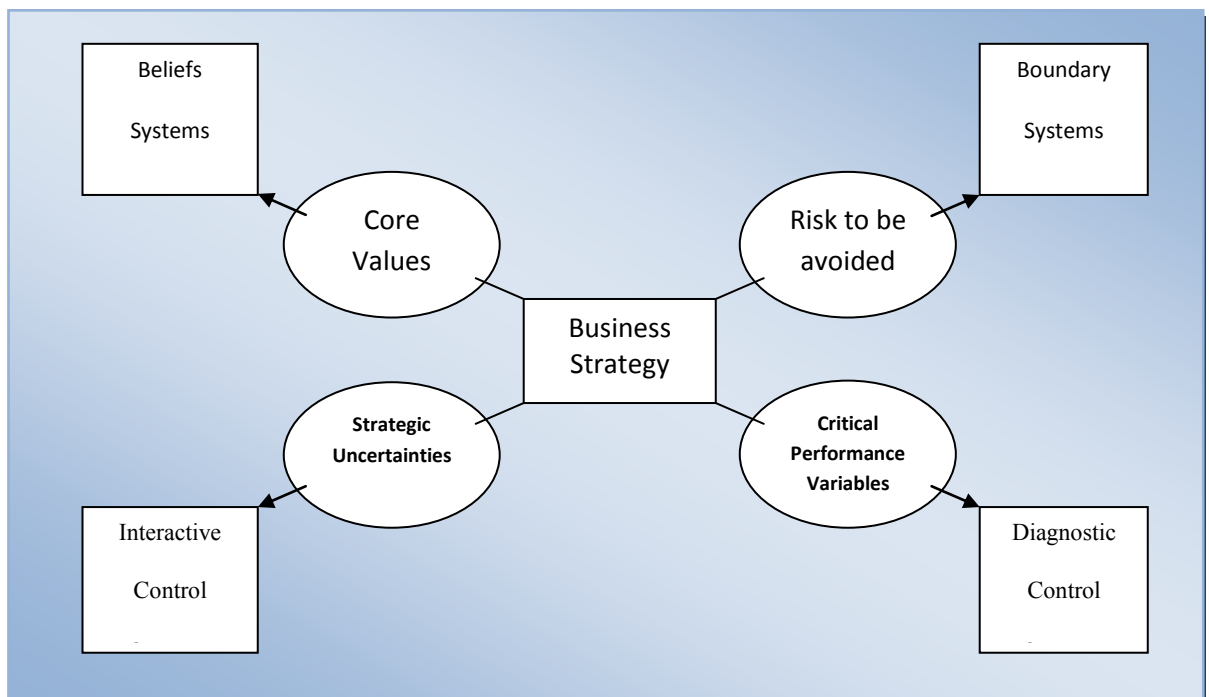 Beliefs
Systems
Boundary
Systems
Core
Values
Risk to be
avoided
Business
Strategy
Strategic
Uncertainties
Critical
Performance
Variables
Interactive
Control
Diagnostic
Control